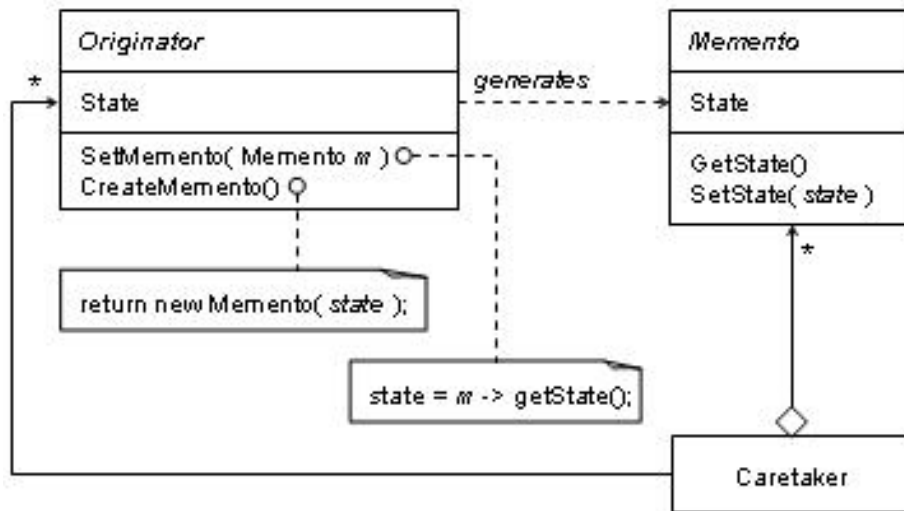 Originator
Memento
*
generates
State
State
SetMemento( Memento m )
CreateMemento()
GetState()
SetState( state )
*
return new Memento( state );
state = m -> getState();
Caretaker